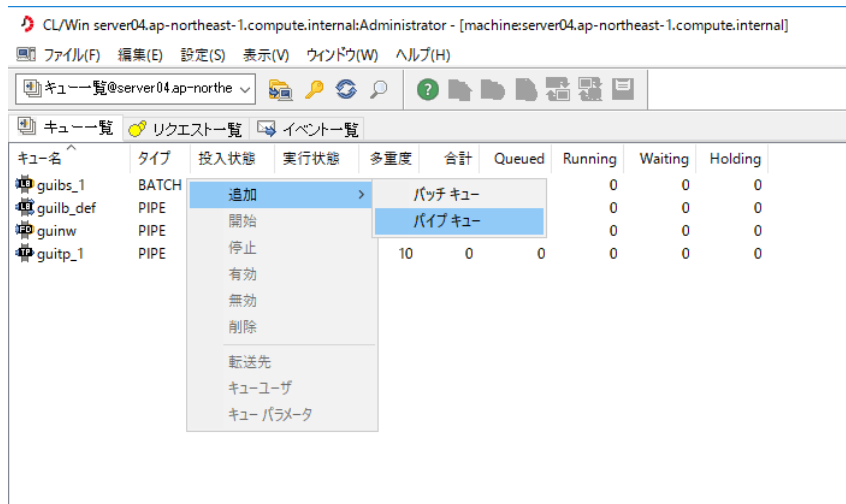 CL/Win server04.ap-northeast-1.compute.internal:Administrator - [machine:server04.ap-northeast-1.compute.internal]
ファイル(F) 編集(E) 設定(S) 表示(V) ウィンドウ(W) ヘルプ(H)
キュー一覧@server04.ap-northe
キュー一覧 リクエスト一覧 イベント一覧
キュー名 タイプ 投入状態 実行状態 多重度 合計 Queued Running Waiting Holding
guibs_1 BATCH 0 0 0
guilb_def PIPE 0 0 0
guinw PIPE 0 0 0
guitp_1 PIPE 10 0 0 0 0 0
追加
開始
停止
有効
無効
削除
転送先
キューユーザ
キュー パラメータ
バッチ キュー
パイプ キュー